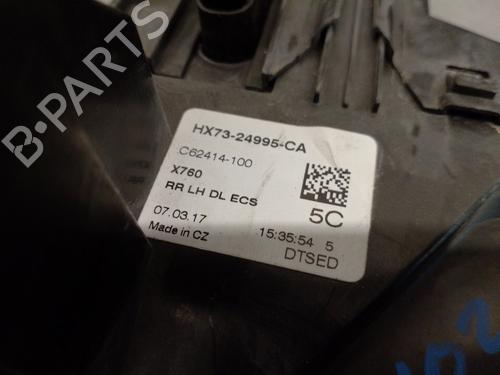 B-PARTS
HX73-24995-CA
C62414-100
X760
RR LH DL ECS
5C
07.03.17
15:35:54 5
Made in CZ
DTSED